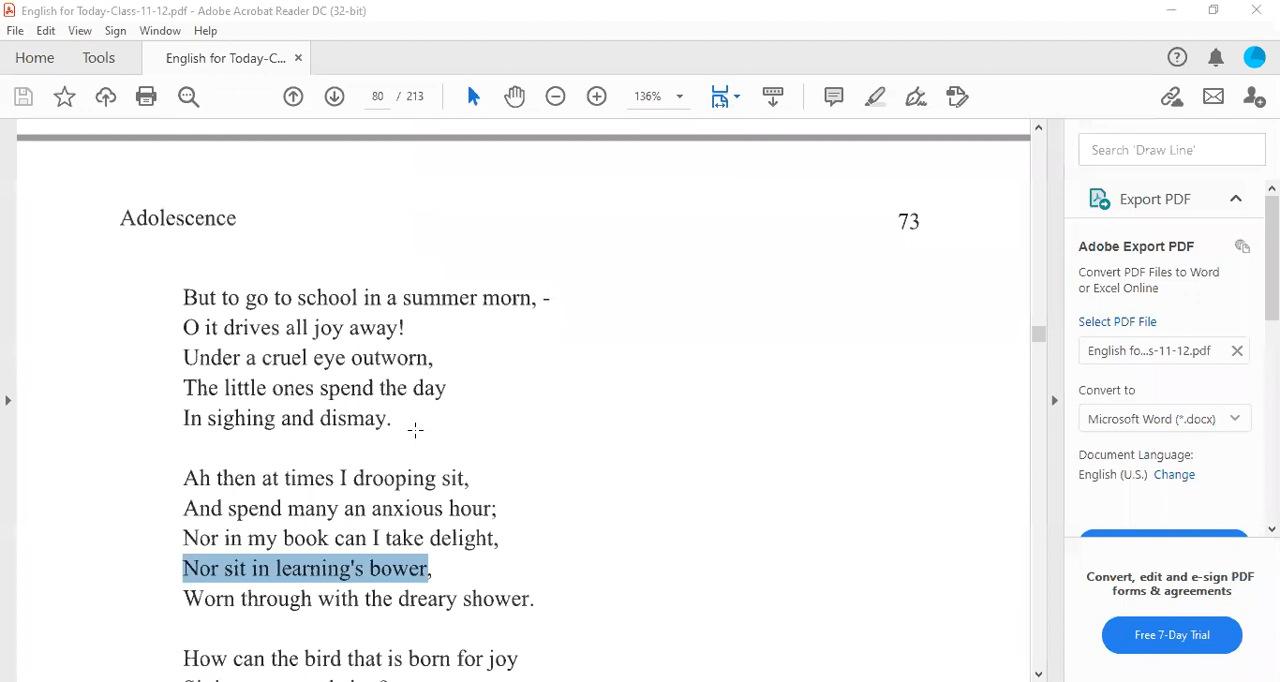 English for Today-Class-11-12.pdf - Adobe Acrobat Reader DC (32-bit)
File Edit View Sign Window Help
Home Tools English for Today-C... ×
80 / 213 136%
Search 'Draw Line'
Export PDF
Adobe Export PDF
Convert PDF Files to Word
or Excel Online
Select PDF File
English fo...s-11-12.pdf
Convert to
Microsoft Word (*.docx)
Document Language:
English (U.S.) Change
Convert, edit and e-sign PDF
forms & agreements
Free 7-Day Trial
Adolescence 73
But to go to school in a summer morn, -
O it drives all joy away!
Under a cruel eye outworn,
The little ones spend the day
In sighing and dismay.
Ah then at times I drooping sit,
And spend many an anxious hour;
Nor in my book can I take delight,
Nor sit in learning's bower,
Worn through with the dreary shower.
How can the bird that is born for joy